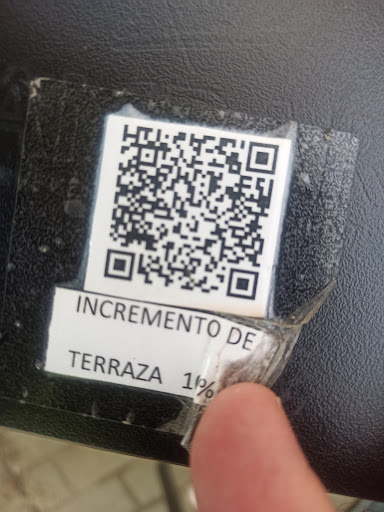 INCREMENTO DE
TERRAZA 1%